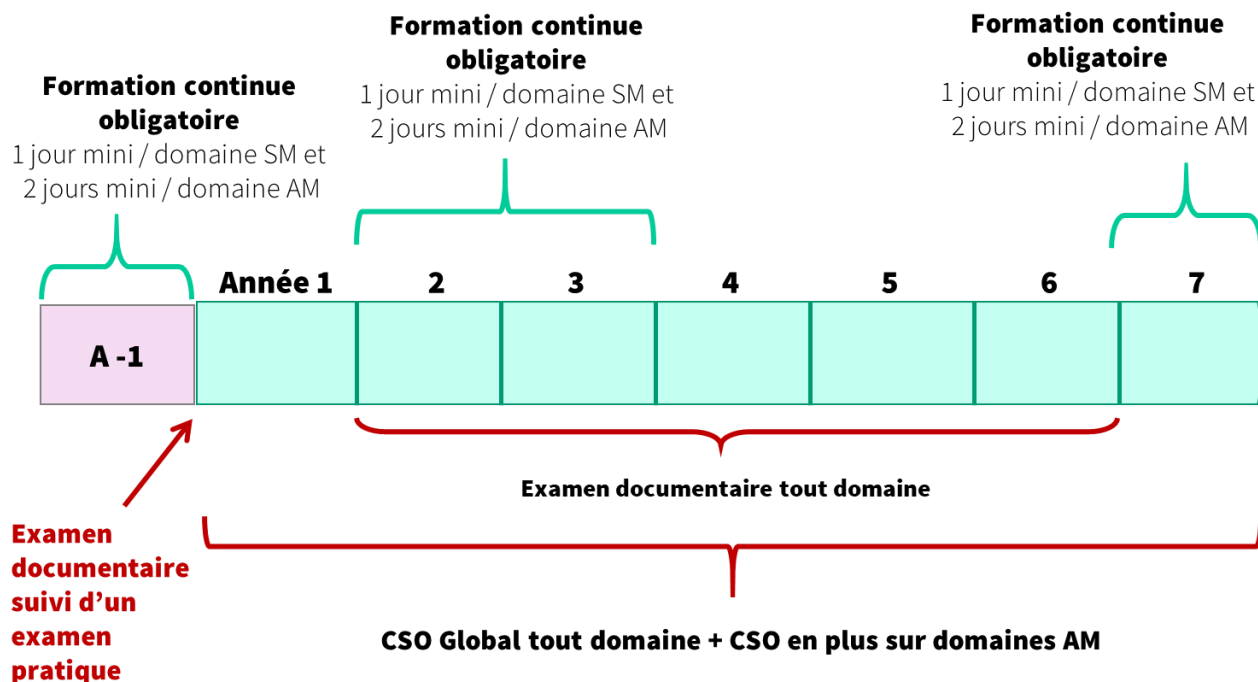 Formation continue
obligatoire
1 jour mini / domaine SM et
2 jours mini / domaine AM
Formation continue
obligatoire
1 jour mini / domaine SM et
2 jours mini / domaine AM
Formation continue
obligatoire
1 jour mini / domaine SM et
2 jours mini / domaine AM
Année 1 2 3 4 5 6 7
A -1
Examen documentaire tout domaine
Examen
documentaire
suivi d’un
examen
pratique
CSO Global tout domaine + CSO en plus sur domaines AM